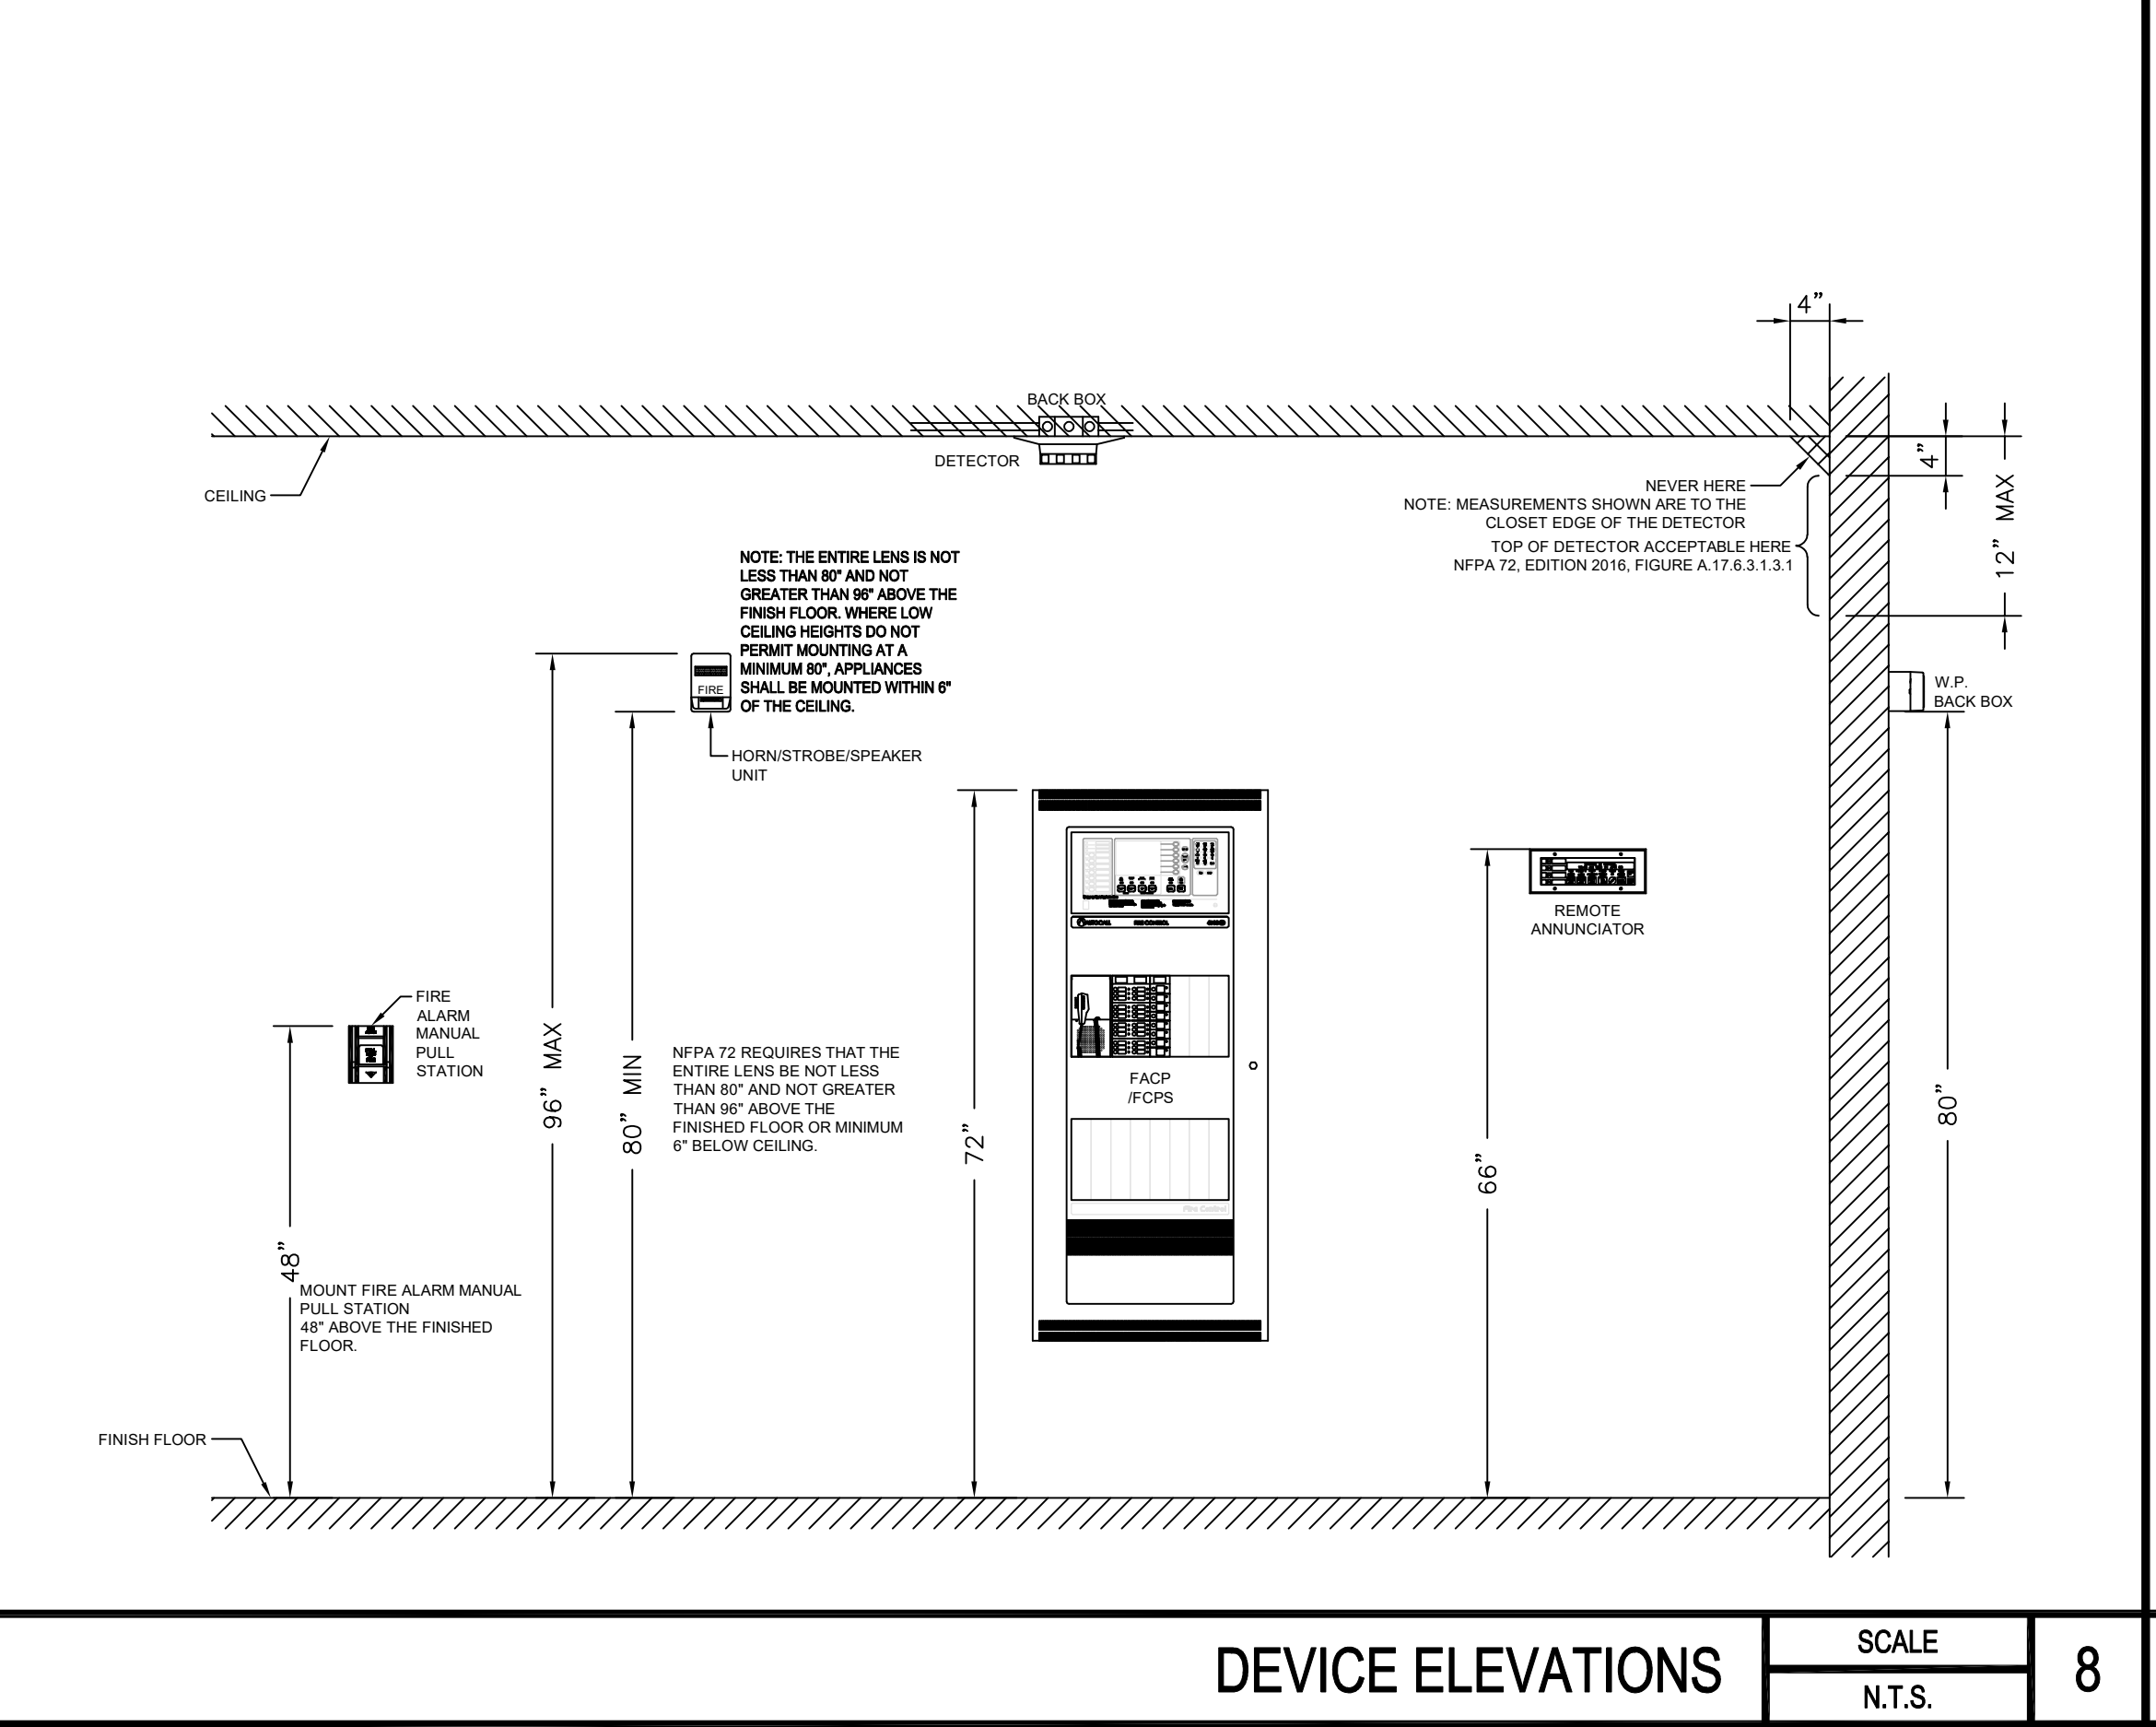 4”
BACK BOX
DETECTOR
CEILING
4”
12” MAX
NEVER HERE
NOTE: MEASUREMENTS SHOWN ARE TO THE
CLOSET EDGE OF THE DETECTOR
TOP OF DETECTOR ACCEPTABLE HERE
NFPA 72, EDITION 2016, FIGURE A.17.6.3.1.3.1
NOTE: THE ENTIRE LENS IS NOT
LESS THAN 80" AND NOT
GREATER THAN 96" ABOVE THE
FINISH FLOOR. WHERE LOW
CEILING HEIGHTS DO NOT
PERMIT MOUNTING AT A
MINIMUM 80", APPLIANCES
SHALL BE MOUNTED WITHIN 6"
OF THE CEILING.
FIRE
HORN/STROBE/SPEAKER
UNIT
W.P.
BACK BOX
REMOTE
ANNUNCIATOR
FIRE
ALARM
MANUAL
PULL
STATION
96” MAX
80” MIN
NFPA 72 REQUIRES THAT THE
ENTIRE LENS BE NOT LESS
THAN 80" AND NOT GREATER
THAN 96" ABOVE THE
FINISHED FLOOR OR MINIMUM
6" BELOW CEILING.
72”
AUTOCALL FIRE CONTROL
FACP
/FCPS
Fire Control
66”
80”
48”
MOUNT FIRE ALARM MANUAL
PULL STATION
48" ABOVE THE FINISHED
FLOOR.
FINISH FLOOR
DEVICE ELEVATIONS
SCALE
N.T.S.
8